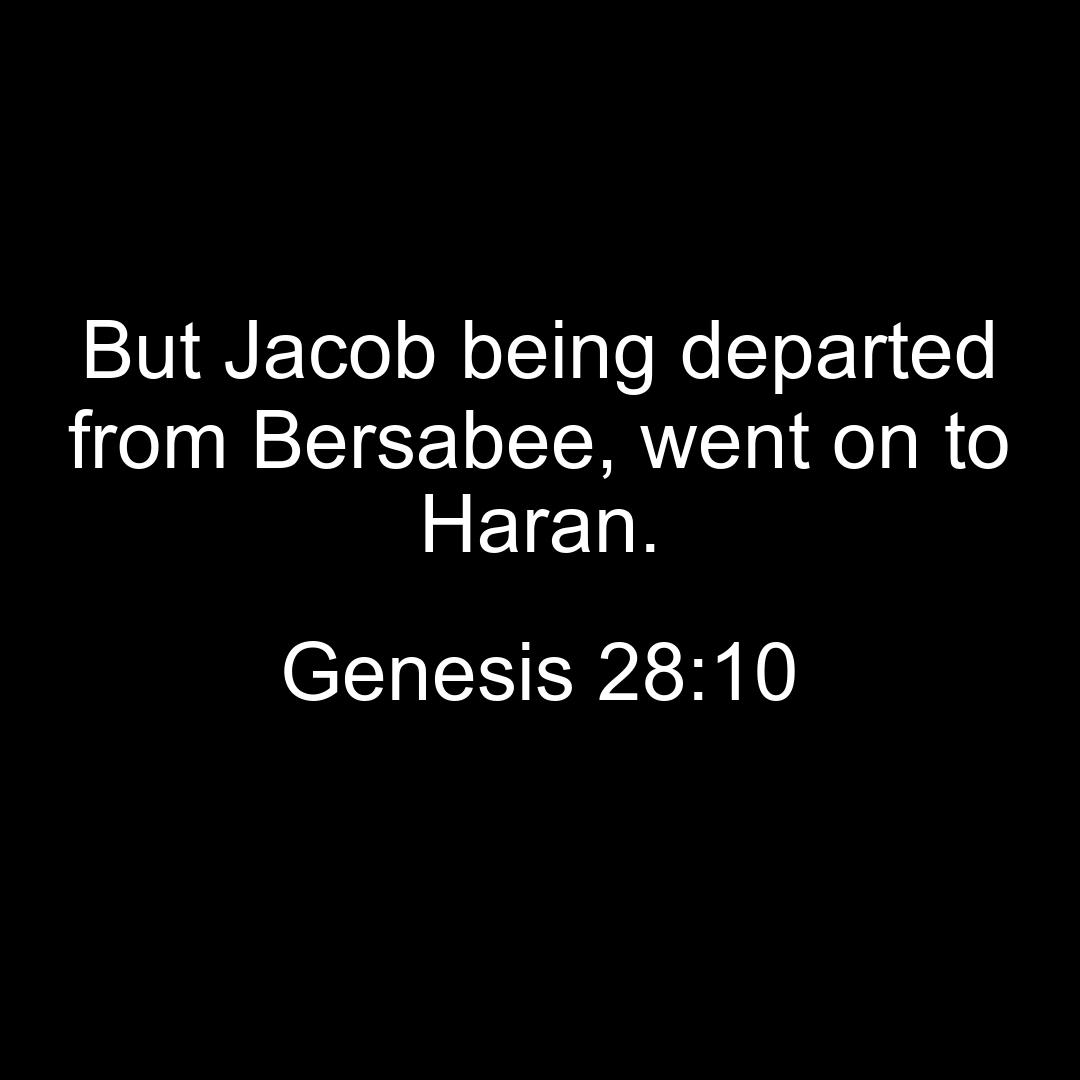 But Jacob being departed
from Bersabee, went on to
Haran.
Genesis 28:10